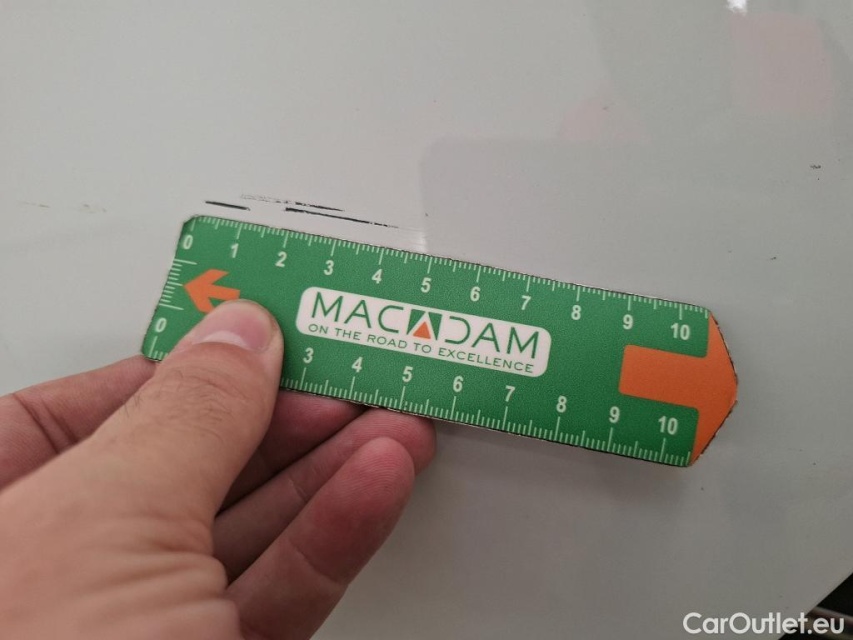 0 1 2 3 4 5 6 7 8 9 10
MACADAM
ON THE ROAD TO EXCELLENCE
0 3 4 5 6 7 8 9 10
CarOutlet.eu